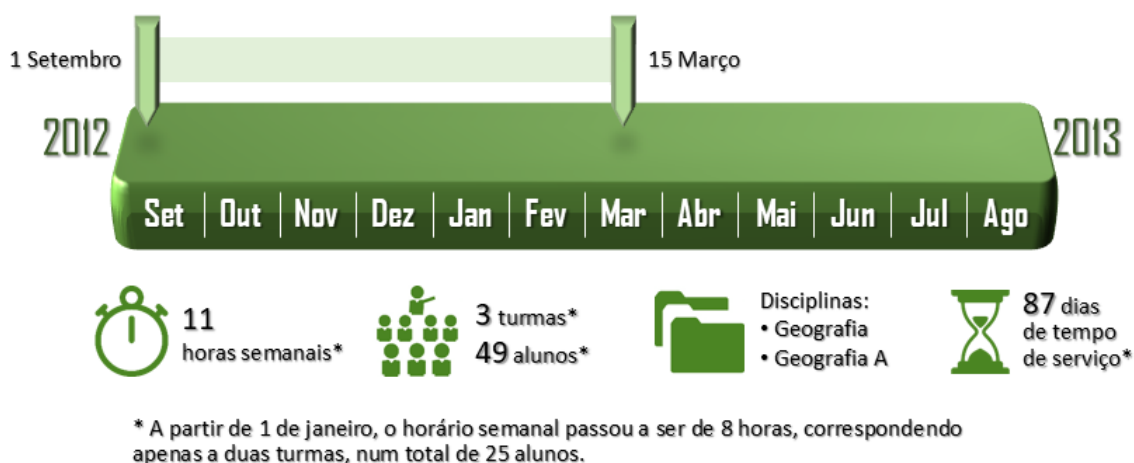 1 Setembro
15 Março
2012
2013
Set Out Nov Dez Jan Fev Mar Abr Mai Jun Jul Ago
11
horas semanais*
3 turmas*
49 alunos*
Disciplinas:
• Geografia
• Geografia A
87 dias
de tempo
de serviço*
* A partir de 1 de janeiro, o horário semanal passou a ser de 8 horas, correspondendo
apenas a duas turmas, num total de 25 alunos.